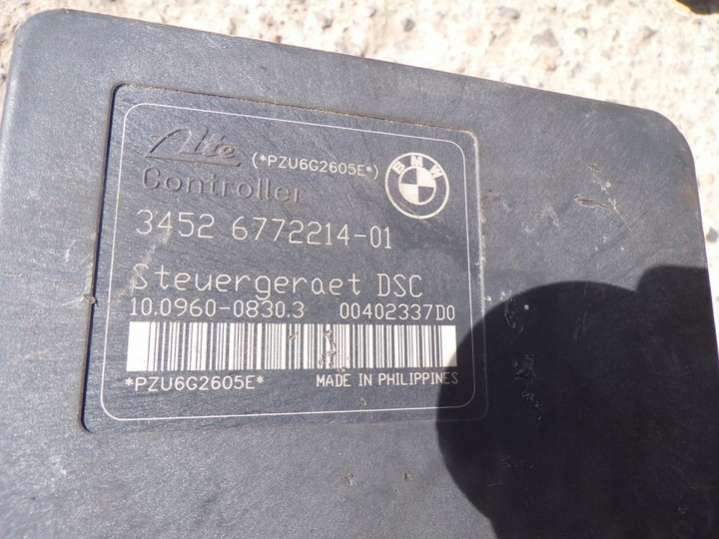 Ate (*PZU6G2605E*) BMW
Controller
3452 6772214-01
Steuergeraet DSC
10.0960-0830.3 00402337D0
*PZU6G2605E* MADE IN PHILIPPINES